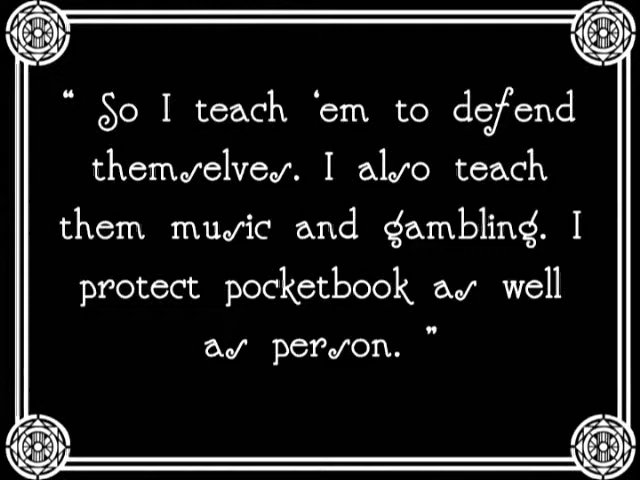 “ So I teach ‘em to defend
themselves. I also teach
them music and gambling. I
protect pocketbook as well
as person. ”